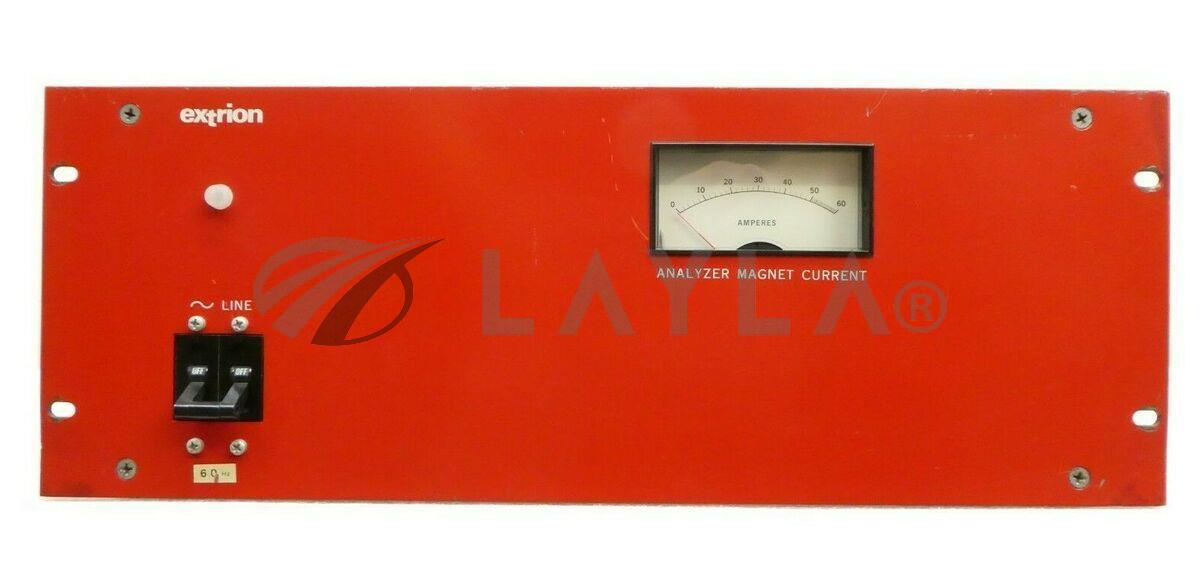 extrion
0 10 20 30 40 50 60
AMPERES
ANALYZER MAGNET CURRENT
LAYLA®
~ LINE
OFF OFF
60 Hz